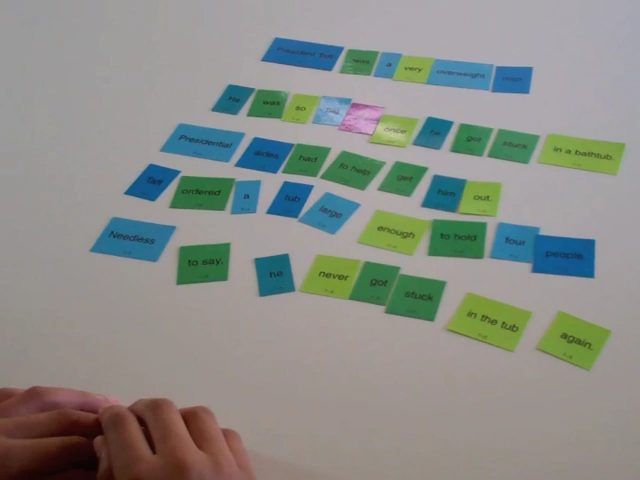 President Taft was a very overweight man.
He was so fat once he got stuck in a bathtub.
Presidential aides had to help get him out.
Taft ordered a tub large enough to hold four people.
Needless to say, he never got stuck in the tub again.